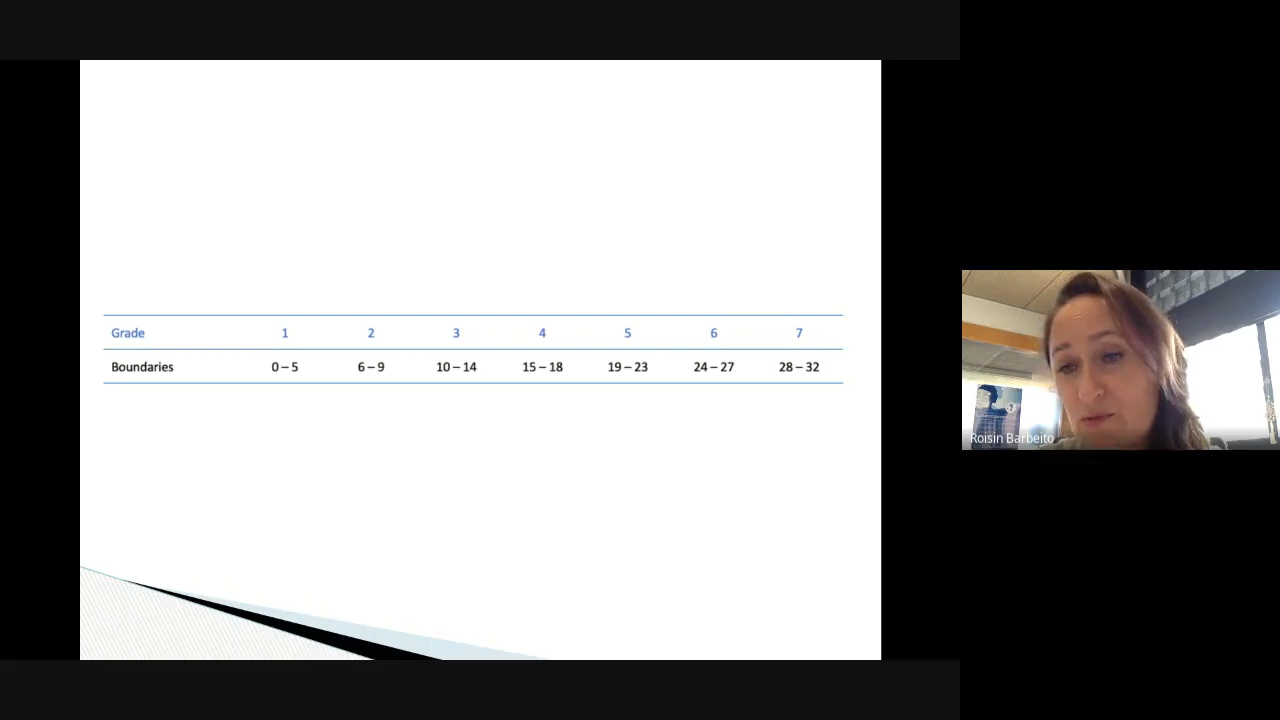 Grade 1 2 3 4 5 6 7
Boundaries 0 – 5 6 – 9 10 – 14 15 – 18 19 – 23 24 – 27 28 – 32
Roisin Barbeito